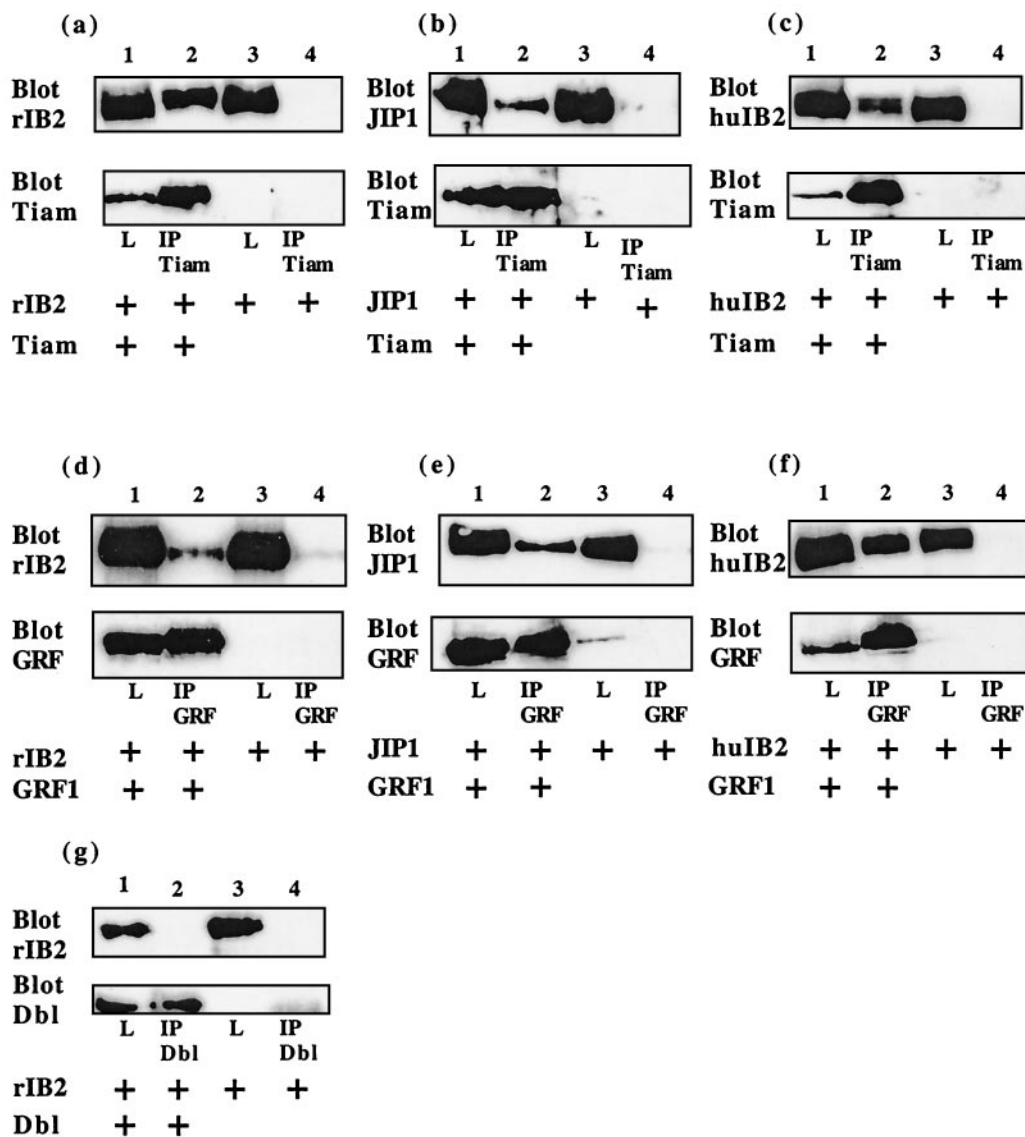 (a) (b) (c)
1 2 3 4 1 2 3 4 1 2 3 4
Blot Blot Blot
rIB2 JIP1 huIB2
Blot Blot Blot
Tiam Tiam Tiam
L IP L IP L IP L IP L IP L IP
Tiam Tiam Tiam Tiam Tiam Tiam
rIB2 + + + + JIP1 + + + + huIB2 + + + +
Tiam + + Tiam + + Tiam + +
(d) (e) (f)
1 2 3 4 1 2 3 4 1 2 3 4
Blot Blot Blot
rIB2 JIP1 huIB2
Blot Blot Blot
GRF GRF GRF
L IP L IP L IP L IP L IP L IP
GRF GRF GRF GRF GRF GRF
rIB2 + + + + JIP1 + + + + huIB2 + + + +
GRF1 + + GRF1 + + GRF1 + +
(g)
1 2 3 4
Blot
rIB2
Blot
Dbl
L IP L IP
Dbl Dbl
rIB2 + + + +
Dbl + +